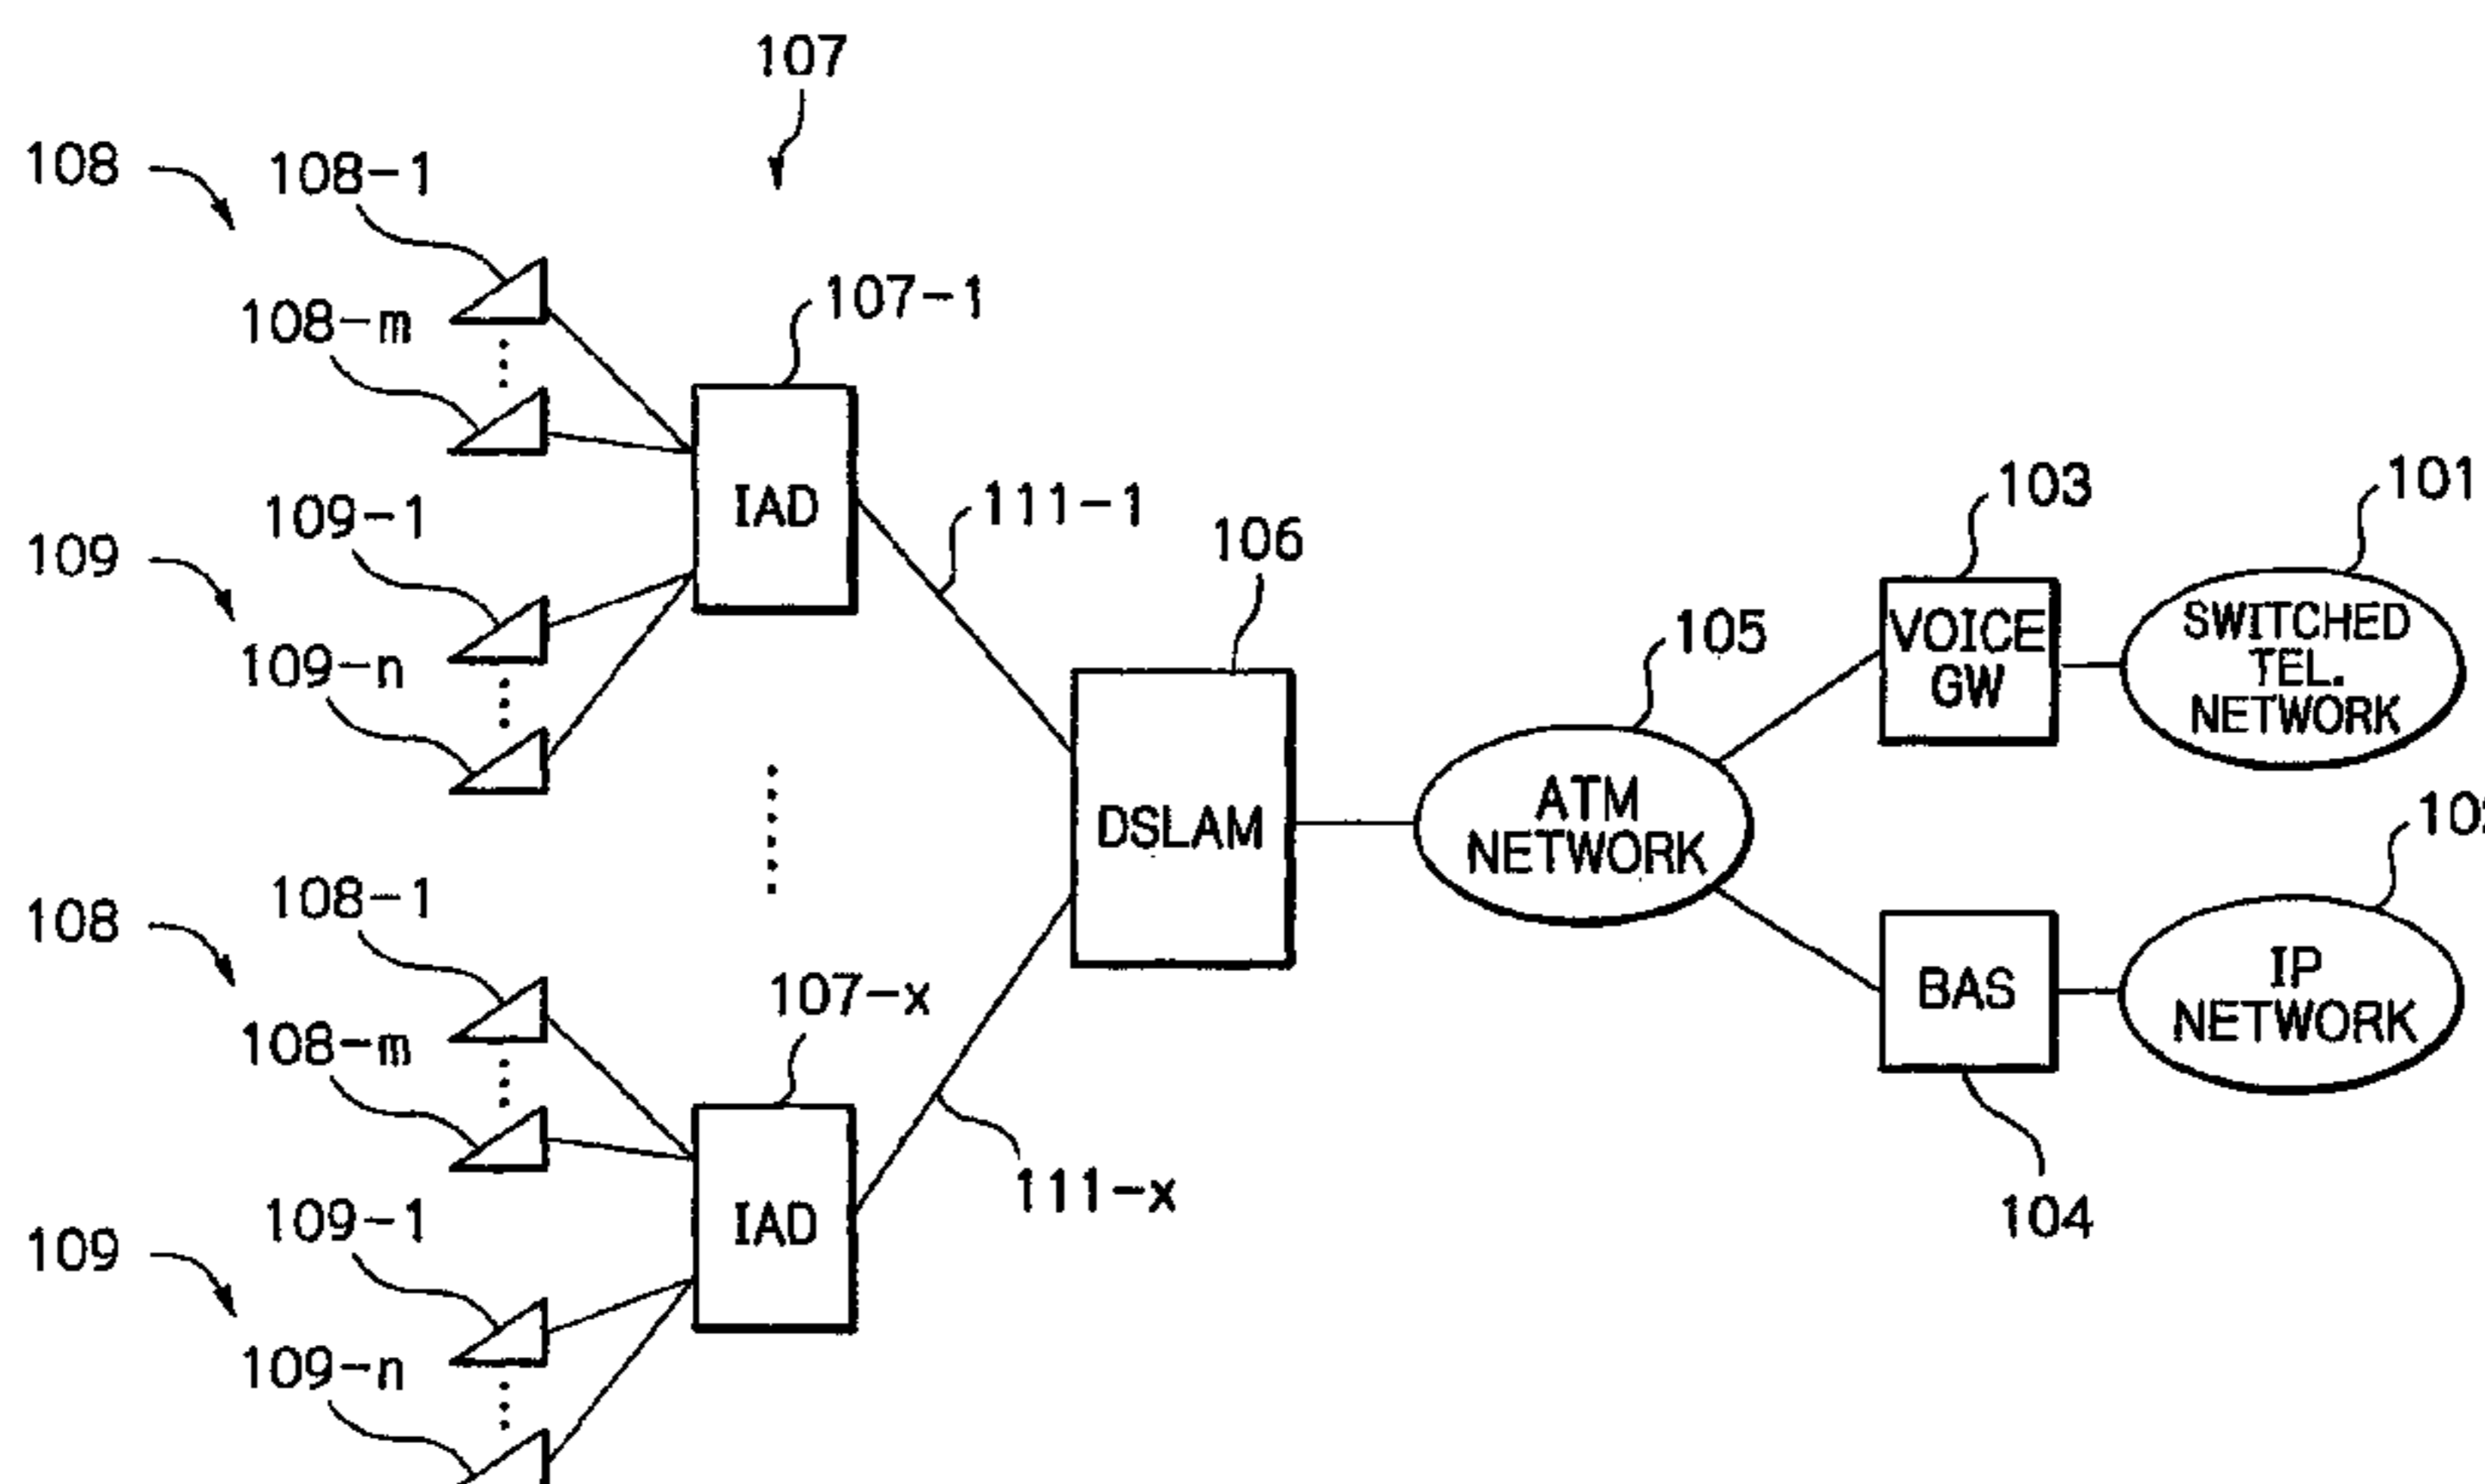 107
108
108-1
108-m
107-1
109
109-1
109-n
IAD
111-1
106
103
101
VOICE
GW
SWITCHED
TEL.
NETWORK
105
DSLAM
ATM
NETWORK
108
108-1
108-m
107-x
BAS
IP
NETWORK
104
109
109-1
109-n
IAD
111-x